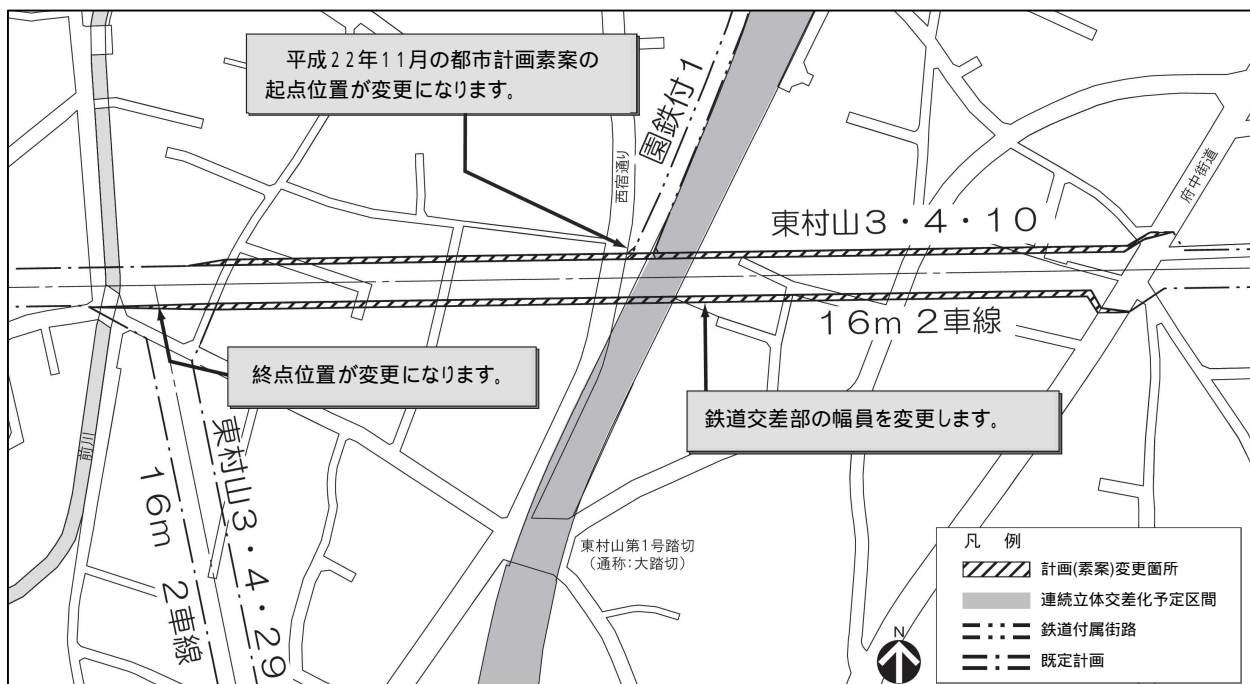 平成22年11月の都市計画素案の
起点位置が変更になります。
園鉄付1
西宿通り
府中街道
東村山3・4・10
16m 2車線
終点位置が変更になります。
鉄道交差部の幅員を変更します。
前川
東村山3・4・29
16m 2車線
東村山第1号踏切
（通称:大踏切）
凡 例
計画(素案)変更箇所
連続立体交差化予定区間
鉄道付属街路
既定計画
N